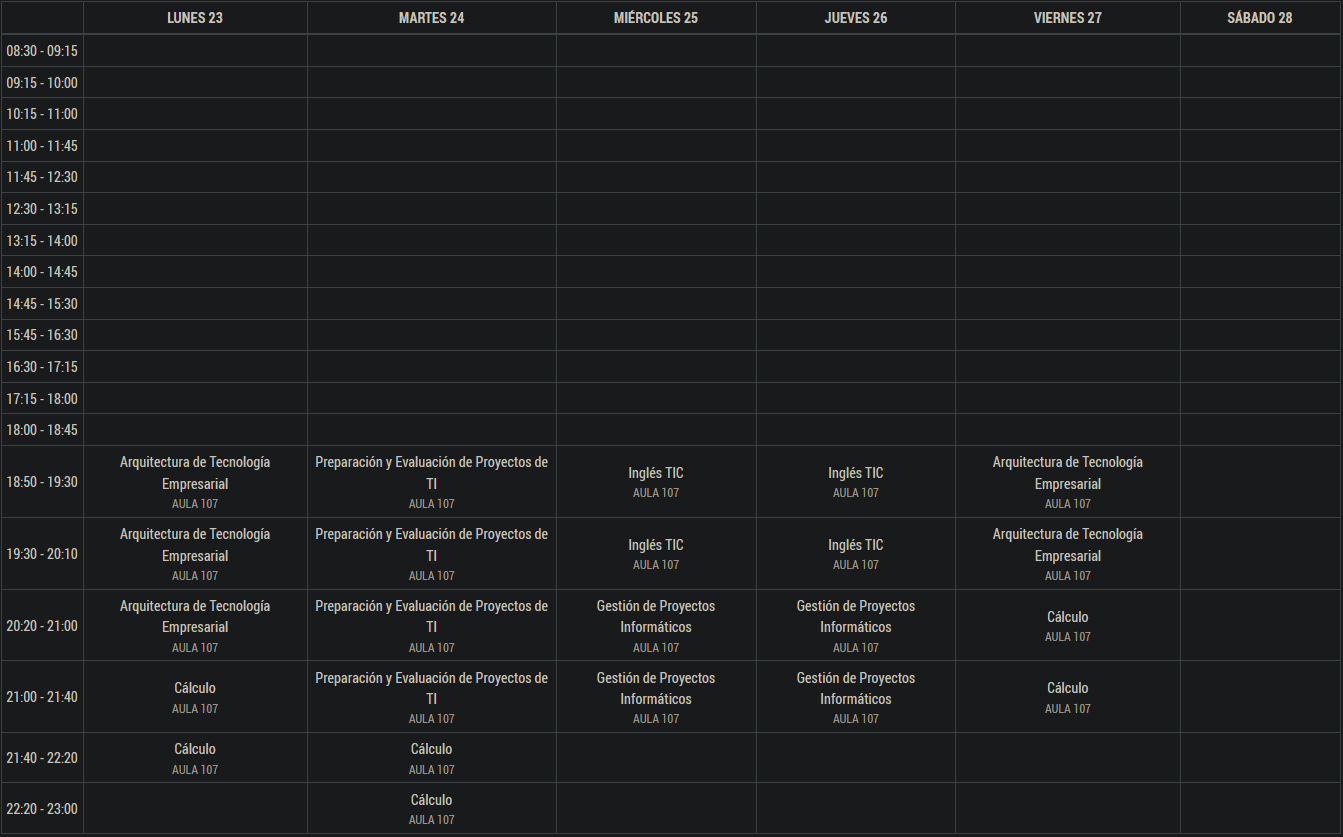 LUNES 23 MARTES 24 MIÉRCOLES 25 JUEVES 26 VIERNES 27 SÁBADO 28
08:30 - 09:15
09:15 - 10:00
10:15 - 11:00
11:00 - 11:45
11:45 - 12:30
12:30 - 13:15
13:15 - 14:00
14:00 - 14:45
14:45 - 15:30
15:45 - 16:30
16:30 - 17:15
17:15 - 18:00
18:00 - 18:45
18:50 - 19:30
Arquitectura de Tecnología
Empresarial
AULA 107
Preparación y Evaluación de Proyectos de
TI
AULA 107
Inglés TIC
AULA 107
Inglés TIC
AULA 107
Arquitectura de Tecnología
Empresarial
AULA 107
19:30 - 20:10
Arquitectura de Tecnología
Empresarial
AULA 107
Preparación y Evaluación de Proyectos de
TI
AULA 107
Inglés TIC
AULA 107
Inglés TIC
AULA 107
Arquitectura de Tecnología
Empresarial
AULA 107
20:20 - 21:00
Arquitectura de Tecnología
Empresarial
AULA 107
Preparación y Evaluación de Proyectos de
TI
AULA 107
Gestión de Proyectos
Informáticos
AULA 107
Gestión de Proyectos
Informáticos
AULA 107
Cálculo
AULA 107
21:00 - 21:40
Cálculo
AULA 107
Preparación y Evaluación de Proyectos de
TI
AULA 107
Gestión de Proyectos
Informáticos
AULA 107
Gestión de Proyectos
Informáticos
AULA 107
Cálculo
AULA 107
21:40 - 22:20
Cálculo
AULA 107
Cálculo
AULA 107
22:20 - 23:00
Cálculo
AULA 107